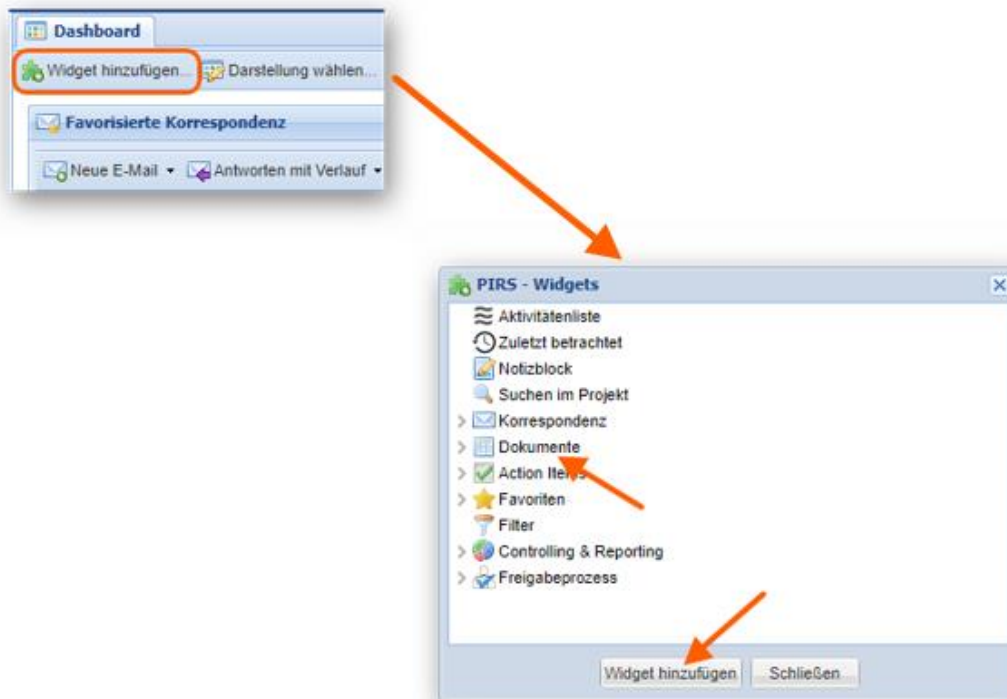 Dashboard
Widget hinzufügen... Darstellung wählen...
Favorisierte Korrespondenz
Neue E-Mail Antworten mit Verlauf
PIRS - Widgets
Aktivitätenliste
Zuletzt betrachtet
Notizblock
Suchen im Projekt
Korrespondenz
Dokumente
Action Items
Favoriten
Filter
Controlling & Reporting
Freigabeprozess
Widget hinzufügen Schließen